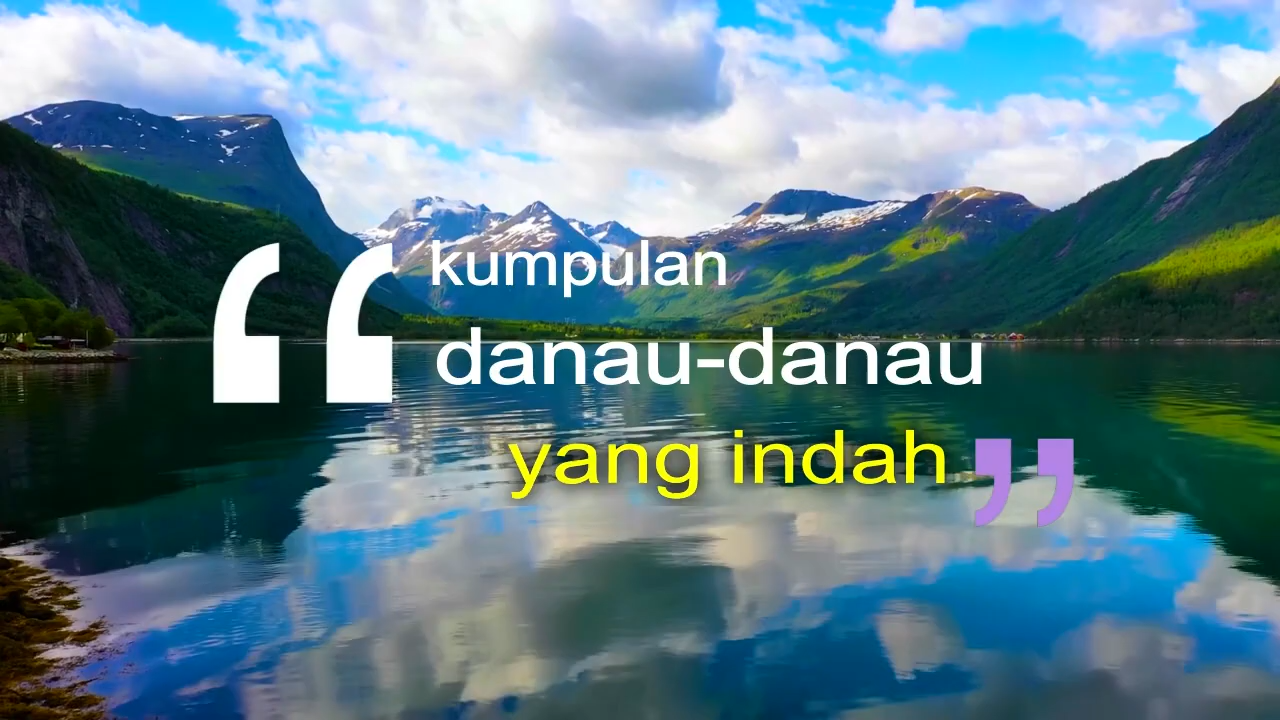 “ kumpulan
danau-danau
yang indah ”